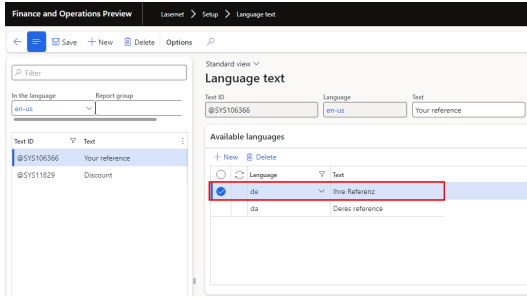 Finance and Operations Preview
Lasernet > Setup > Language text
Save
New
Delete
Options
Filter
In the language
Report group
en-us
Text ID
Text
@SYS106366
Your reference
@SYS11829
Discount
Standard view
Language text
Text ID
Language
Text
@SYS106366
en-us
Your reference
Available languages
New
Delete
Language
Text
de
Ihre Referenz
da
Deres reference